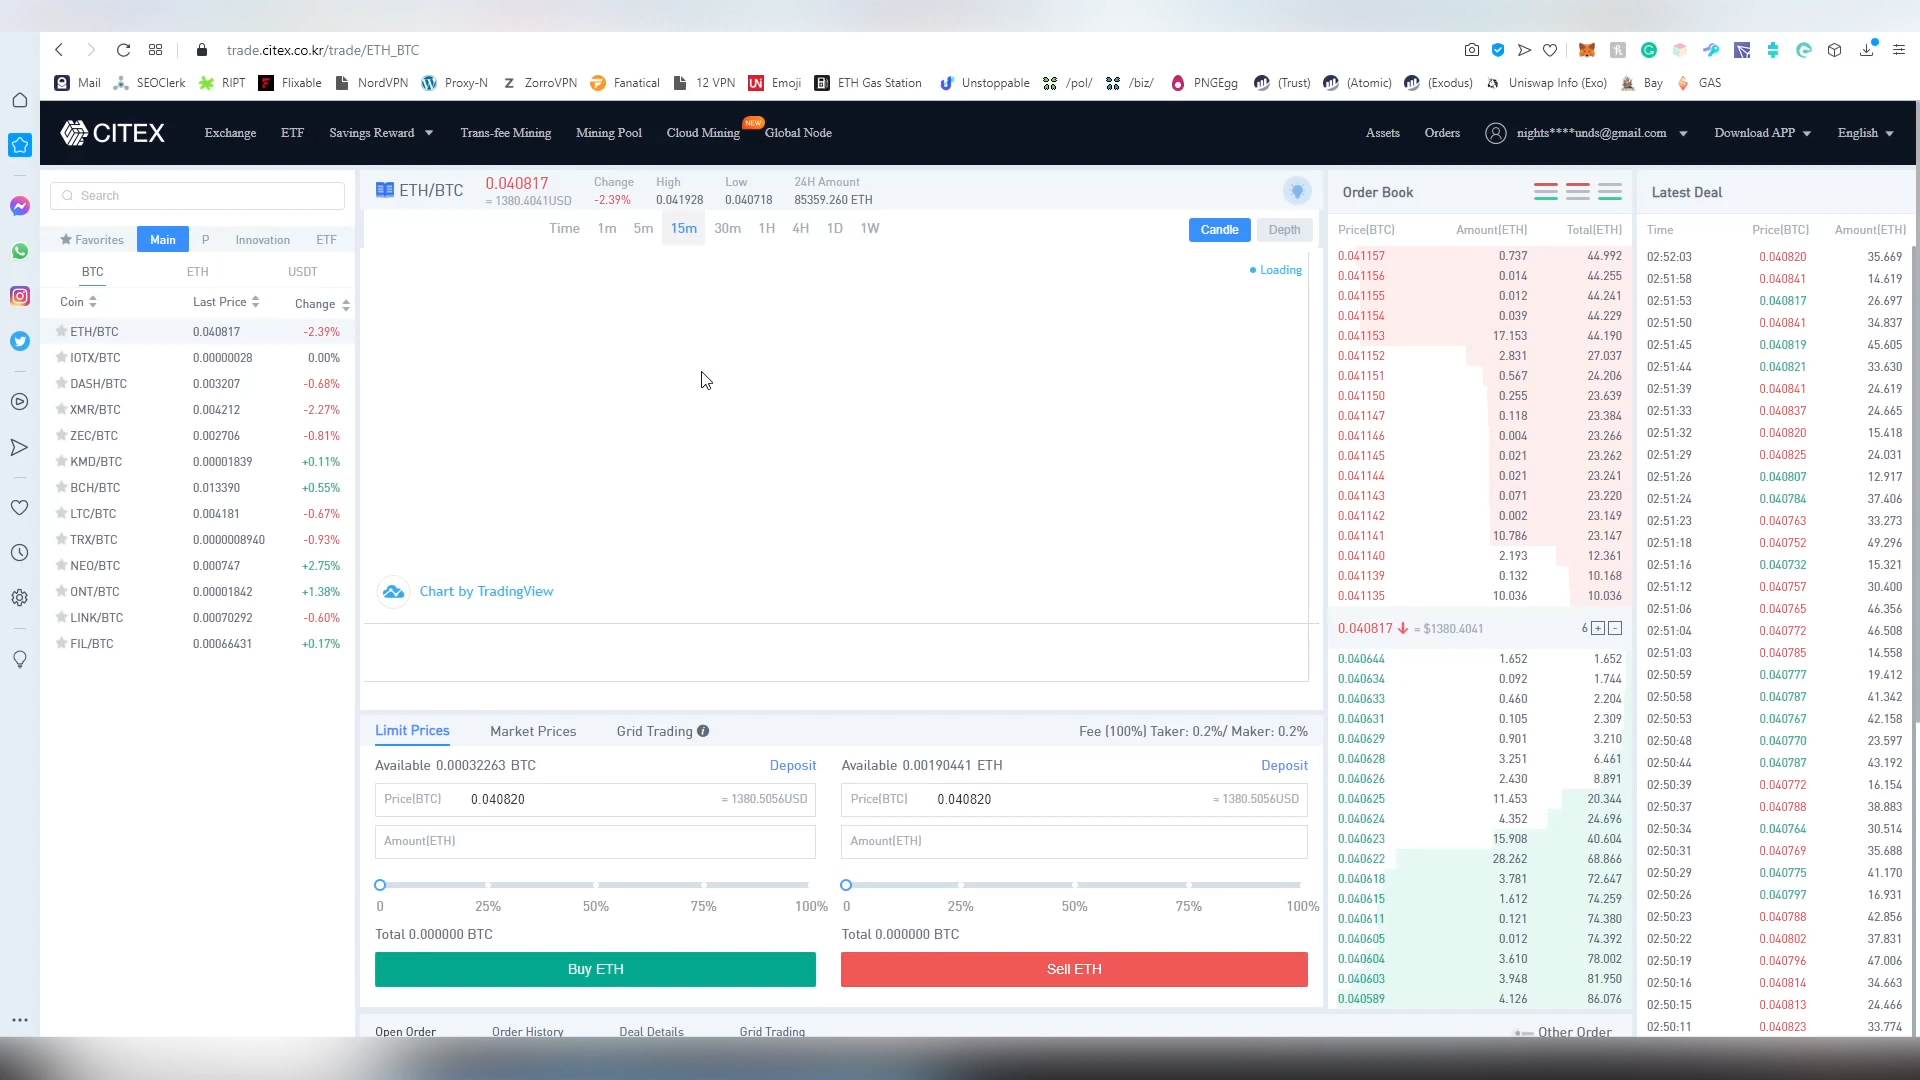 trade.citex.co.kr/trade/ETH_BTC
Mail SEOClerk RIPT Flixable NordVPN Proxy-N ZorroVPN Fanatical 12 VPN Emoji ETH Gas Station Unstoppable /pol/ /biz/ PNGEgg (Trust) (Atomic) (Exodus) Uniswap Info (Exo) Bay GAS
CITEX Exchange ETF Savings Reward Trans-fee Mining Mining Pool Cloud Mining NEW Global Node Assets Orders nights****unds@gmail.com Download APP English
Search
Favorites Main P Innovation ETF
BTC ETH USDT
Coin Last Price Change
ETH/BTC 0.040817 -2.39%
IOTX/BTC 0.00000028 0.00%
DASH/BTC 0.003207 -0.68%
XMR/BTC 0.004212 -2.27%
ZEC/BTC 0.002706 -0.81%
KMD/BTC 0.00001839 +0.11%
BCH/BTC 0.013390 +0.55%
LTC/BTC 0.004181 -0.67%
TRX/BTC 0.0000008940 -0.93%
NEO/BTC 0.000747 +2.75%
ONT/BTC 0.00001842 +1.38%
LINK/BTC 0.00070292 -0.60%
FIL/BTC 0.00066431 +0.17%
ETH/BTC 0.040817 Change High Low 24H Amount
= 1380.4041USD -2.39% 0.041928 0.040718 85359.260 ETH
Time 1m 5m 15m 30m 1H 4H 1D 1W Candle Depth
Loading
Chart by TradingView
Limit Prices Market Prices Grid Trading Fee (100%) Taker: 0.2%/ Maker: 0.2%
Available 0.00032263 BTC Deposit Available 0.00190441 ETH Deposit
Price(BTC) 0.040820 = 1380.5056USD Price(BTC) 0.040820 = 1380.5056USD
Amount(ETH) Amount(ETH)
0 25% 50% 75% 100% 0 25% 50% 75% 100%
Total 0.000000 BTC Total 0.000000 BTC
Buy ETH Sell ETH
Open Order Order History Deal Details Grid Trading Other Order
Order Book
Price(BTC) Amount(ETH) Total(ETH)
0.041157 0.737 44.992
0.041156 0.014 44.255
0.041155 0.012 44.241
0.041154 0.039 44.229
0.041153 17.153 44.190
0.041152 2.831 27.037
0.041151 0.567 24.206
0.041150 0.255 23.639
0.041147 0.118 23.384
0.041146 0.004 23.266
0.041145 0.021 23.262
0.041144 0.021 23.241
0.041143 0.071 23.220
0.041142 0.002 23.149
0.041141 10.786 23.147
0.041140 2.193 12.361
0.041139 0.132 10.168
0.041135 10.036 10.036
0.040817 = $1380.4041 6 + -
0.040644 1.652 1.652
0.040634 0.092 1.744
0.040633 0.460 2.204
0.040631 0.105 2.309
0.040629 0.901 3.210
0.040628 3.251 6.461
0.040626 2.430 8.891
0.040625 11.453 20.344
0.040624 4.352 24.696
0.040623 15.908 40.604
0.040622 28.262 68.866
0.040618 3.781 72.647
0.040615 1.612 74.259
0.040611 0.121 74.380
0.040605 0.012 74.392
0.040604 3.610 78.002
0.040603 3.948 81.950
0.040589 4.126 86.076
Latest Deal
Time Price(BTC) Amount(ETH)
02:52:03 0.040820 35.669
02:51:58 0.040841 14.619
02:51:53 0.040817 26.697
02:51:50 0.040841 34.837
02:51:45 0.040819 45.605
02:51:44 0.040821 33.630
02:51:39 0.040841 24.619
02:51:33 0.040837 24.665
02:51:32 0.040820 15.418
02:51:29 0.040825 24.031
02:51:26 0.040807 12.917
02:51:24 0.040784 37.406
02:51:23 0.040763 33.273
02:51:18 0.040752 49.296
02:51:16 0.040732 15.321
02:51:12 0.040757 30.400
02:51:06 0.040765 46.356
02:51:04 0.040772 46.508
02:51:03 0.040785 14.558
02:50:59 0.040777 19.412
02:50:58 0.040787 41.342
02:50:53 0.040767 42.158
02:50:48 0.040770 23.597
02:50:44 0.040787 43.192
02:50:39 0.040772 16.154
02:50:37 0.040788 38.883
02:50:34 0.040764 30.514
02:50:31 0.040769 35.688
02:50:29 0.040775 41.170
02:50:26 0.040797 16.931
02:50:23 0.040788 42.856
02:50:22 0.040802 37.831
02:50:19 0.040796 47.006
02:50:16 0.040814 34.663
02:50:15 0.040813 24.466
02:50:11 0.040823 33.774